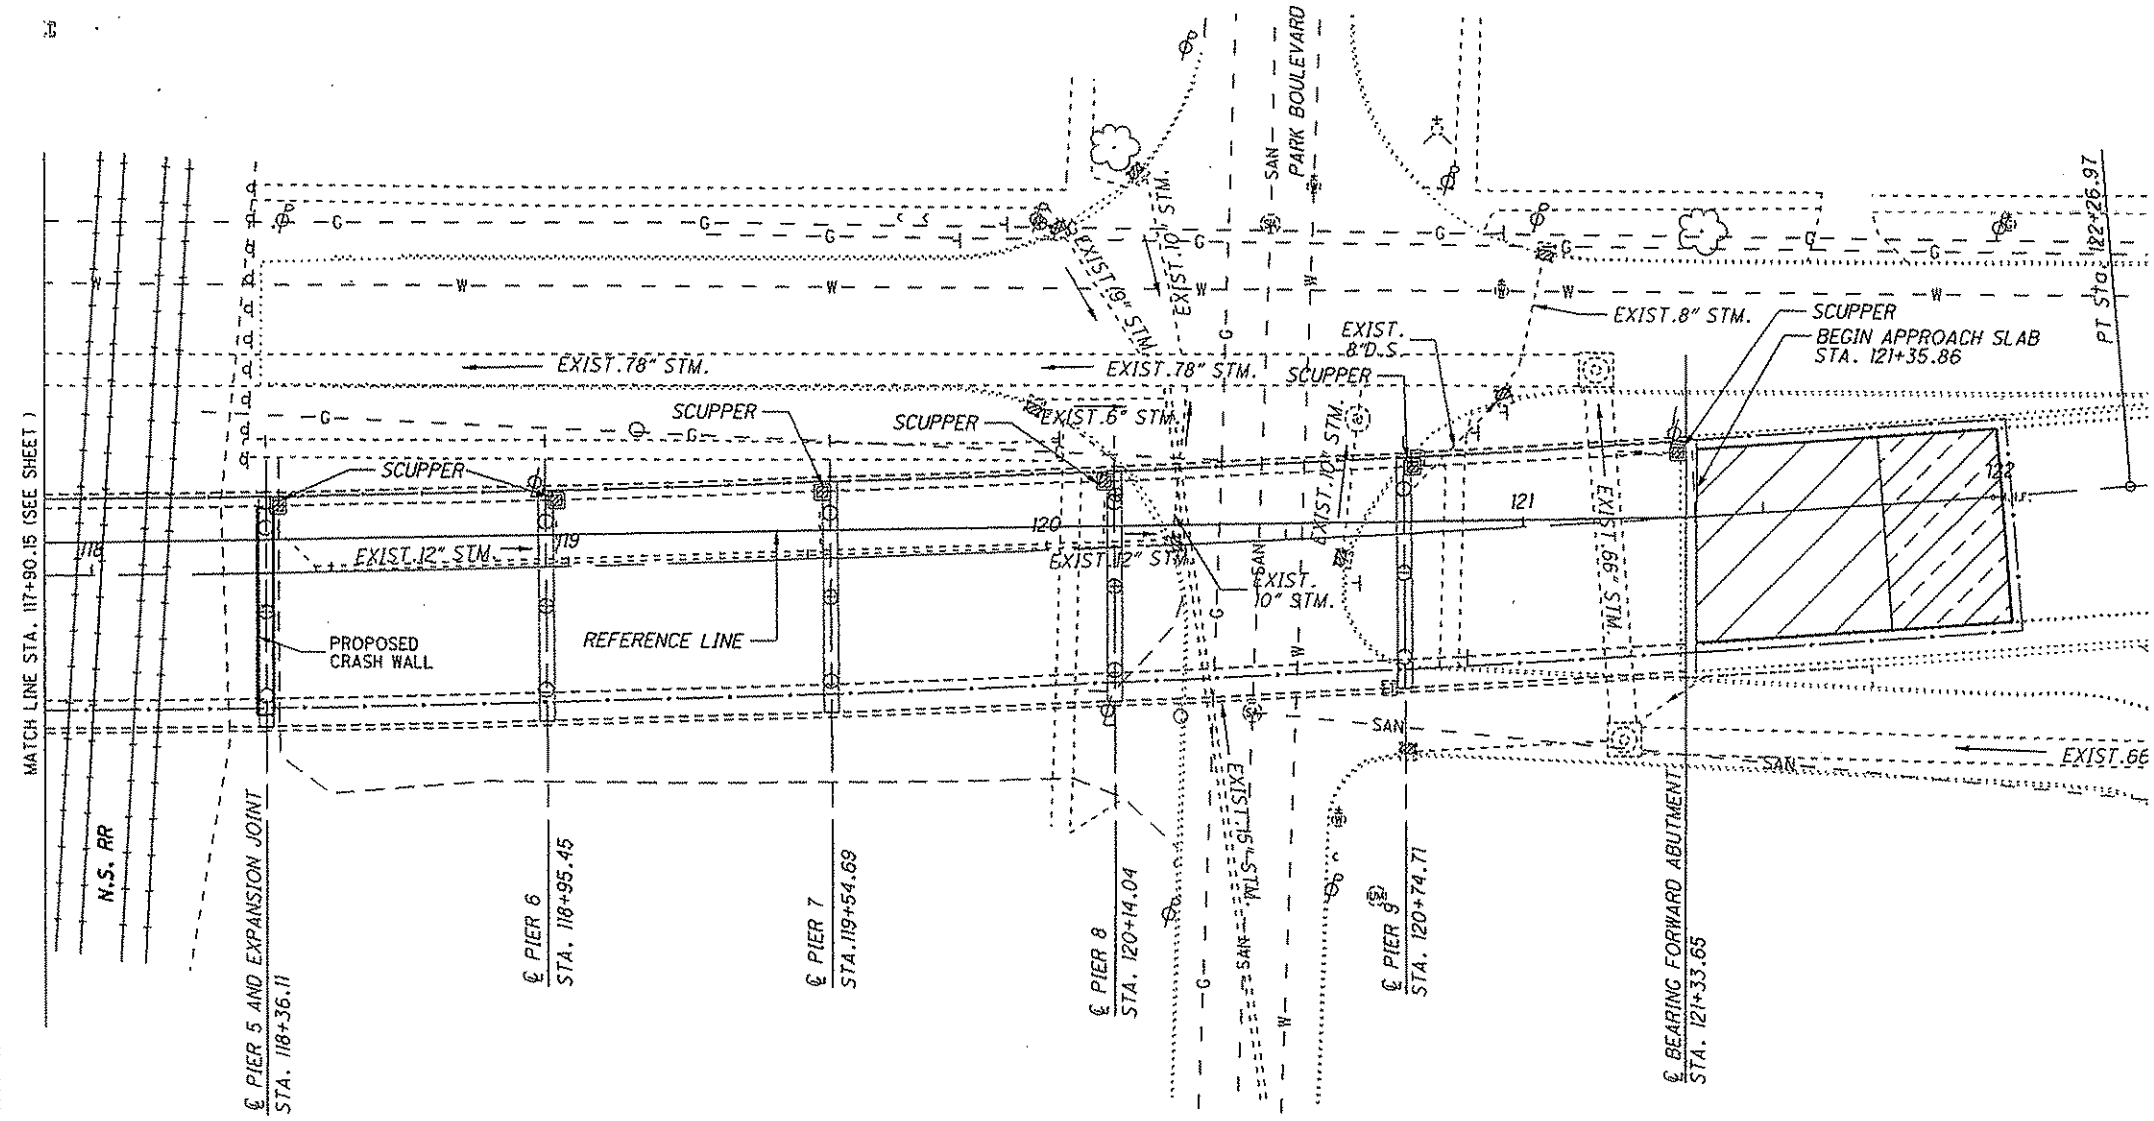 PARK BOULEVARD
SAN
PT Sta. 122+26.97
EXIST. 10" STM.
EXIST. 19" STM.
G
G
G
G
G
G
G
W
W
W
W
W
W
EXIST. 8" STM.
SCUPPER
BEGIN APPROACH SLAB
STA. 121+35.86
EXIST.
8"D.S.
EXIST. 78" STM.
EXIST. 78" STM.
SCUPPER
MATCH LINE STA. 117+90.15 (SEE SHEET )
SCUPPER
SCUPPER
EXIST. 6" STM.
EXIST. 10" STM.
SCUPPER
118
119
120
121
122
EXIST. 12" STM.
EXIST. 12" STM.
EXIST. 66" STM.
EXIST.
10" STM.
SAN
PROPOSED
CRASH WALL
REFERENCE LINE
SAN
SAN
EXIST. 66
EXIST. 15" STM.
N.S. RR
SAN
G
W
℄ PIER 5 AND EXPANSION JOINT
STA. 118+36.11
℄ PIER 6
STA. 118+95.45
℄ PIER 7
STA. 119+54.69
℄ PIER 8
STA. 120+14.04
℄ PIER 9
STA. 120+74.71
℄ BEARING FORWARD ABUTMENT
STA. 121+33.65